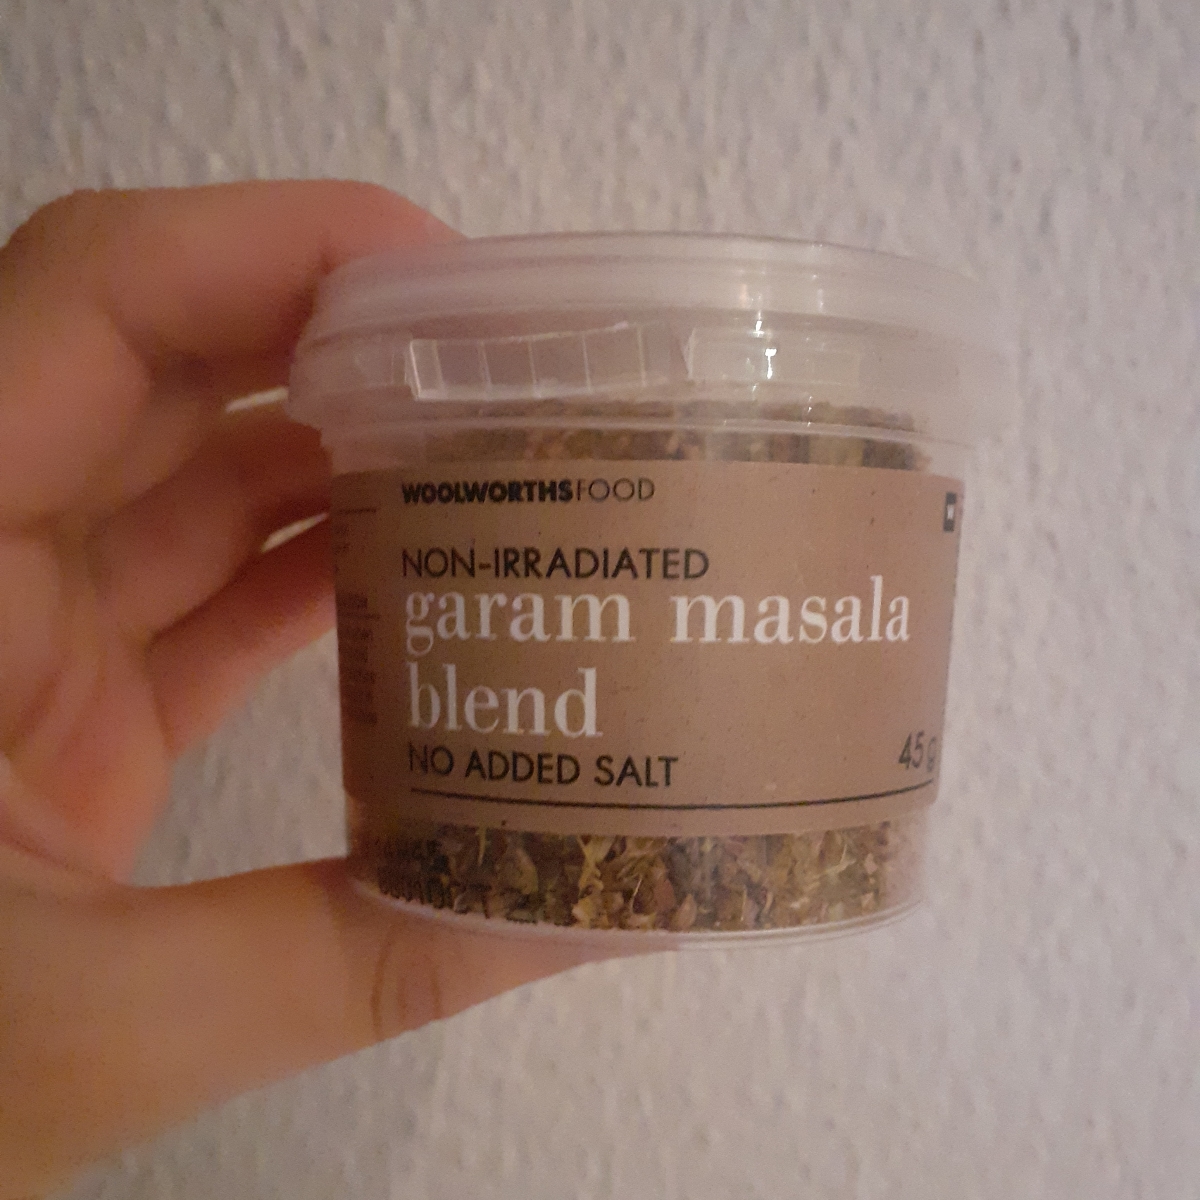 WOOLWORTHSFOOD
NON-IRRADIATED
garam masala
blend
NO ADDED SALT
45g
W